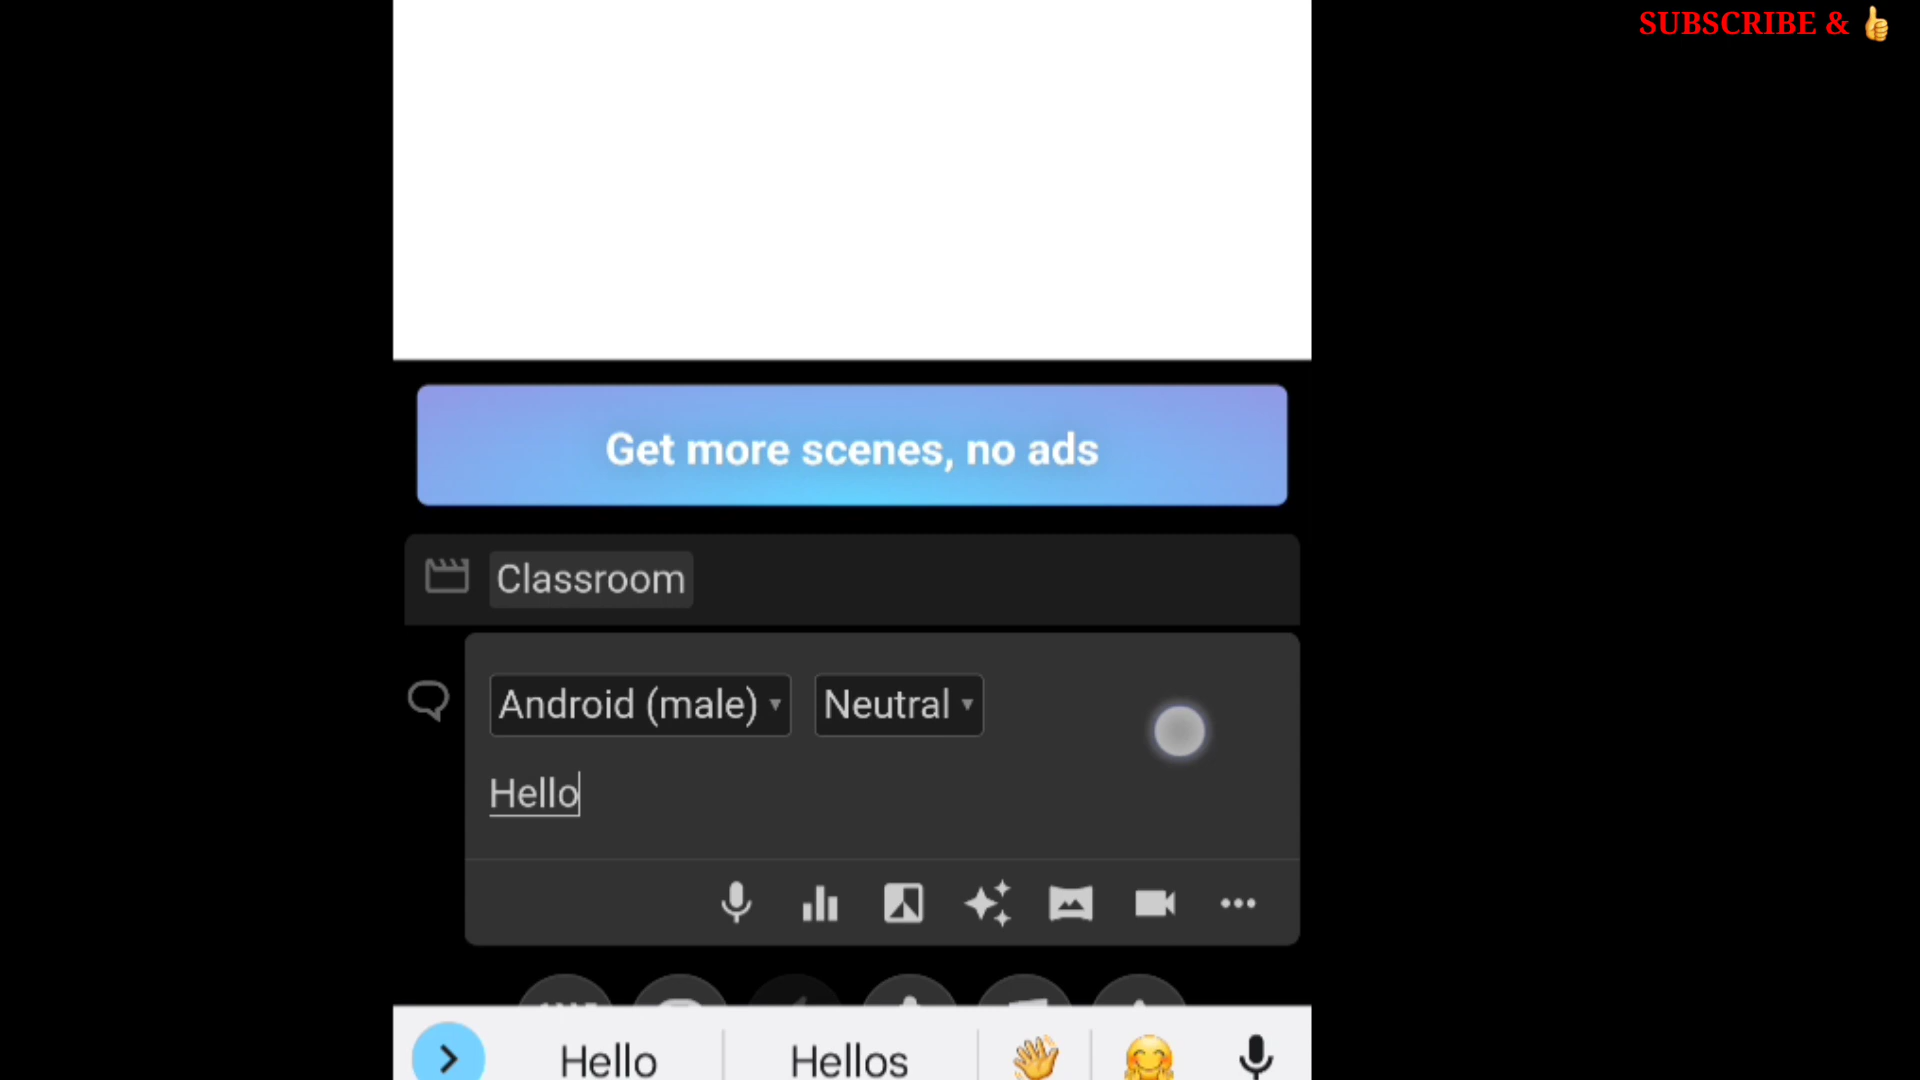 SUBSCRIBE & 👍
Get more scenes, no ads
Classroom
Android (male) Neutral
Hello
Hello Hellos 👋 🤗